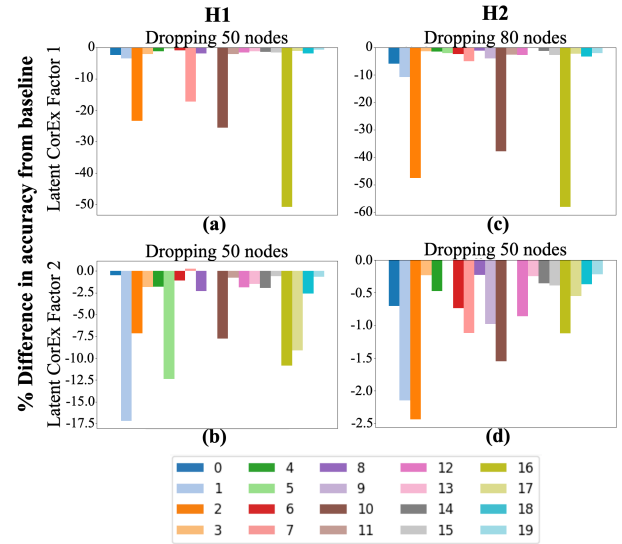 H1
H2
% Difference in accuracy from baseline
Latent CorEx Factor 1
Dropping 50 nodes
0
-10
-20
-30
-40
-50
(a)
Dropping 80 nodes
0
-10
-20
-30
-40
-50
-60
(c)
Latent CorEx Factor 2
Dropping 50 nodes
0.0
-2.5
-5.0
-7.5
-10.0
-12.5
-15.0
-17.5
(b)
Dropping 50 nodes
0.0
-0.5
-1.0
-1.5
-2.0
-2.5
(d)
0 4 8 12 16
1 5 9 13 17
2 6 10 14 18
3 7 11 15 19